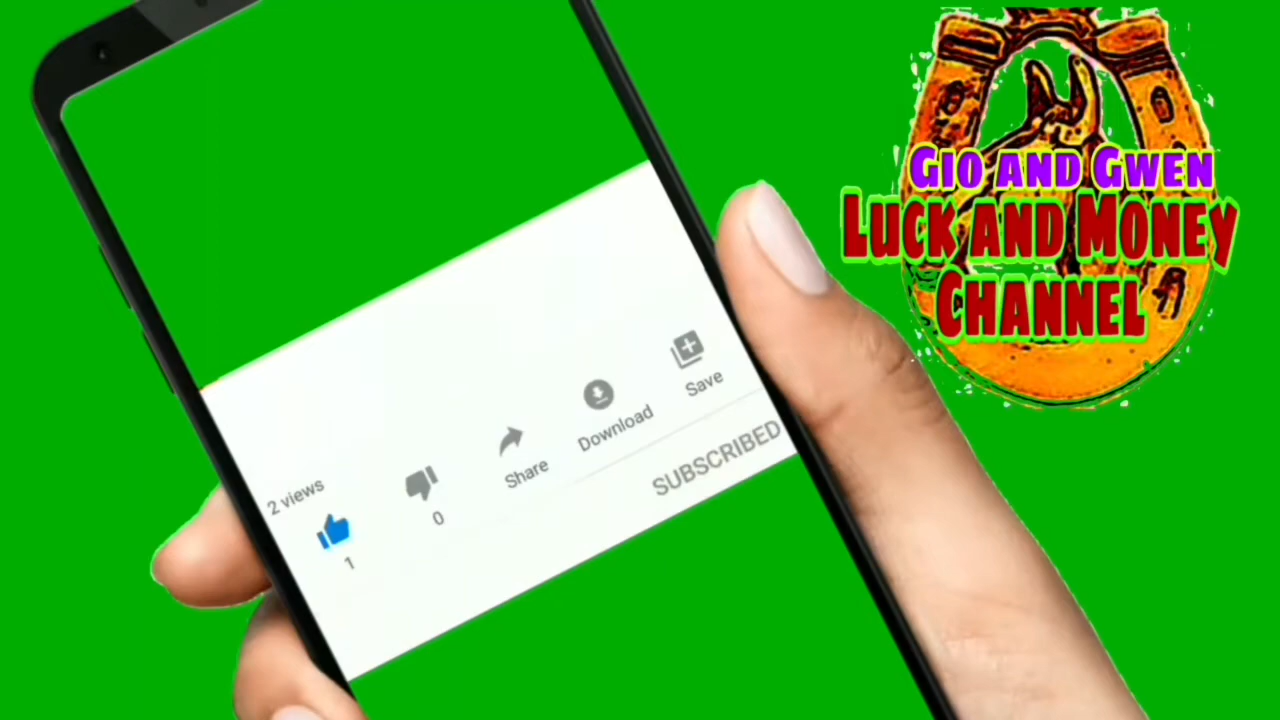 GIO AND GWEN
LUCK AND MONEY
CHANNEL
2 views
1
0
Share
Download
Save
SUBSCRIBED